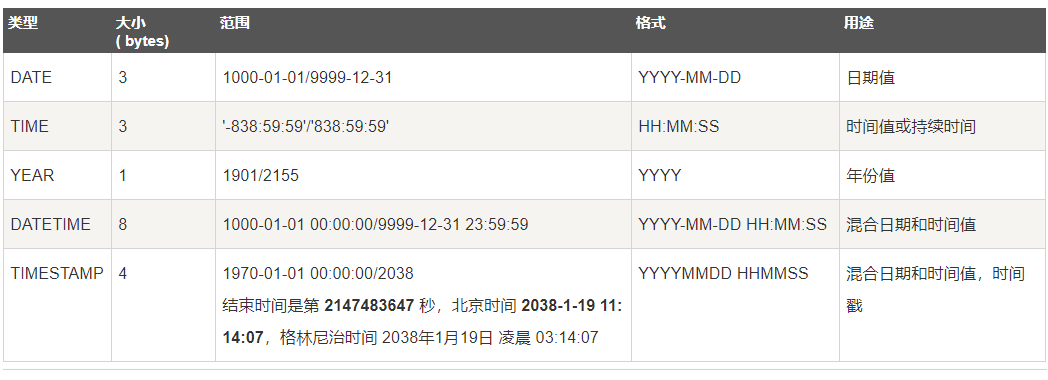 类型 大小 范围 格式 用途
( bytes)
DATE 3 1000-01-01/9999-12-31 YYYY-MM-DD 日期值
TIME 3 '-838:59:59'/'838:59:59' HH:MM:SS 时间值或持续时间
YEAR 1 1901/2155 YYYY 年份值
DATETIME 8 1000-01-01 00:00:00/9999-12-31 23:59:59 YYYY-MM-DD HH:MM:SS 混合日期和时间值
TIMESTAMP 4 1970-01-01 00:00:00/2038 YYYYMMDD HHMMSS 混合日期和时间值，时间
结束时间是第 2147483647 秒，北京时间 2038-1-19 11: 戳
14:07，格林尼治时间 2038年1月19日 凌晨 03:14:07